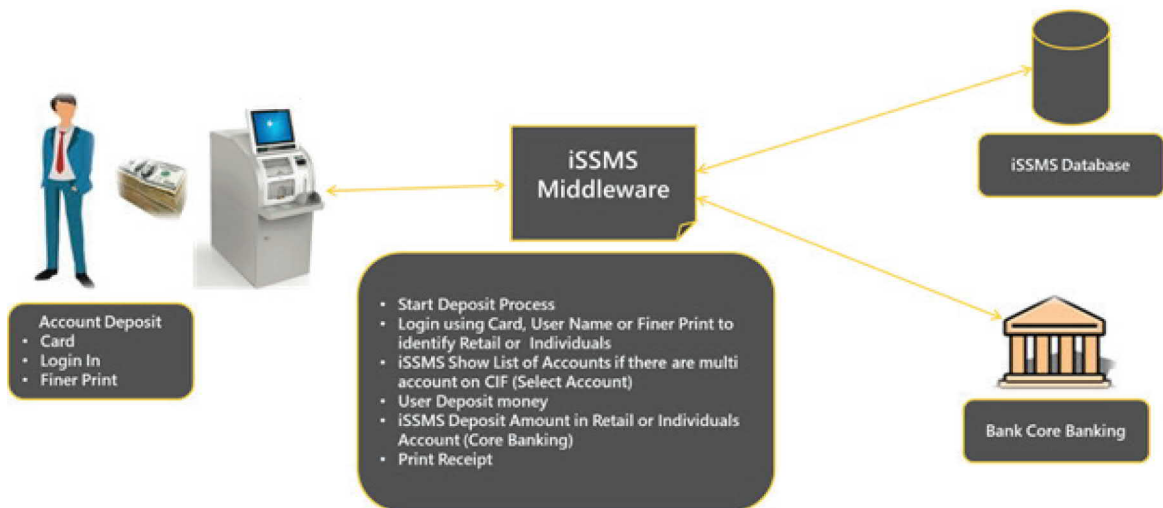 iSSMS
Middleware
iSSMS Database
Account Deposit
• Card
• Login In
• Finer Print
• Start Deposit Process
• Login using Card, User Name or Finer Print to
identify Retail or Individuals
• iSSMS Show List of Accounts if there are multi
account on CIF (Select Account)
• User Deposit money
• iSSMS Deposit Amount in Retail or Individuals
Account (Core Banking)
• Print Receipt
Bank Core Banking